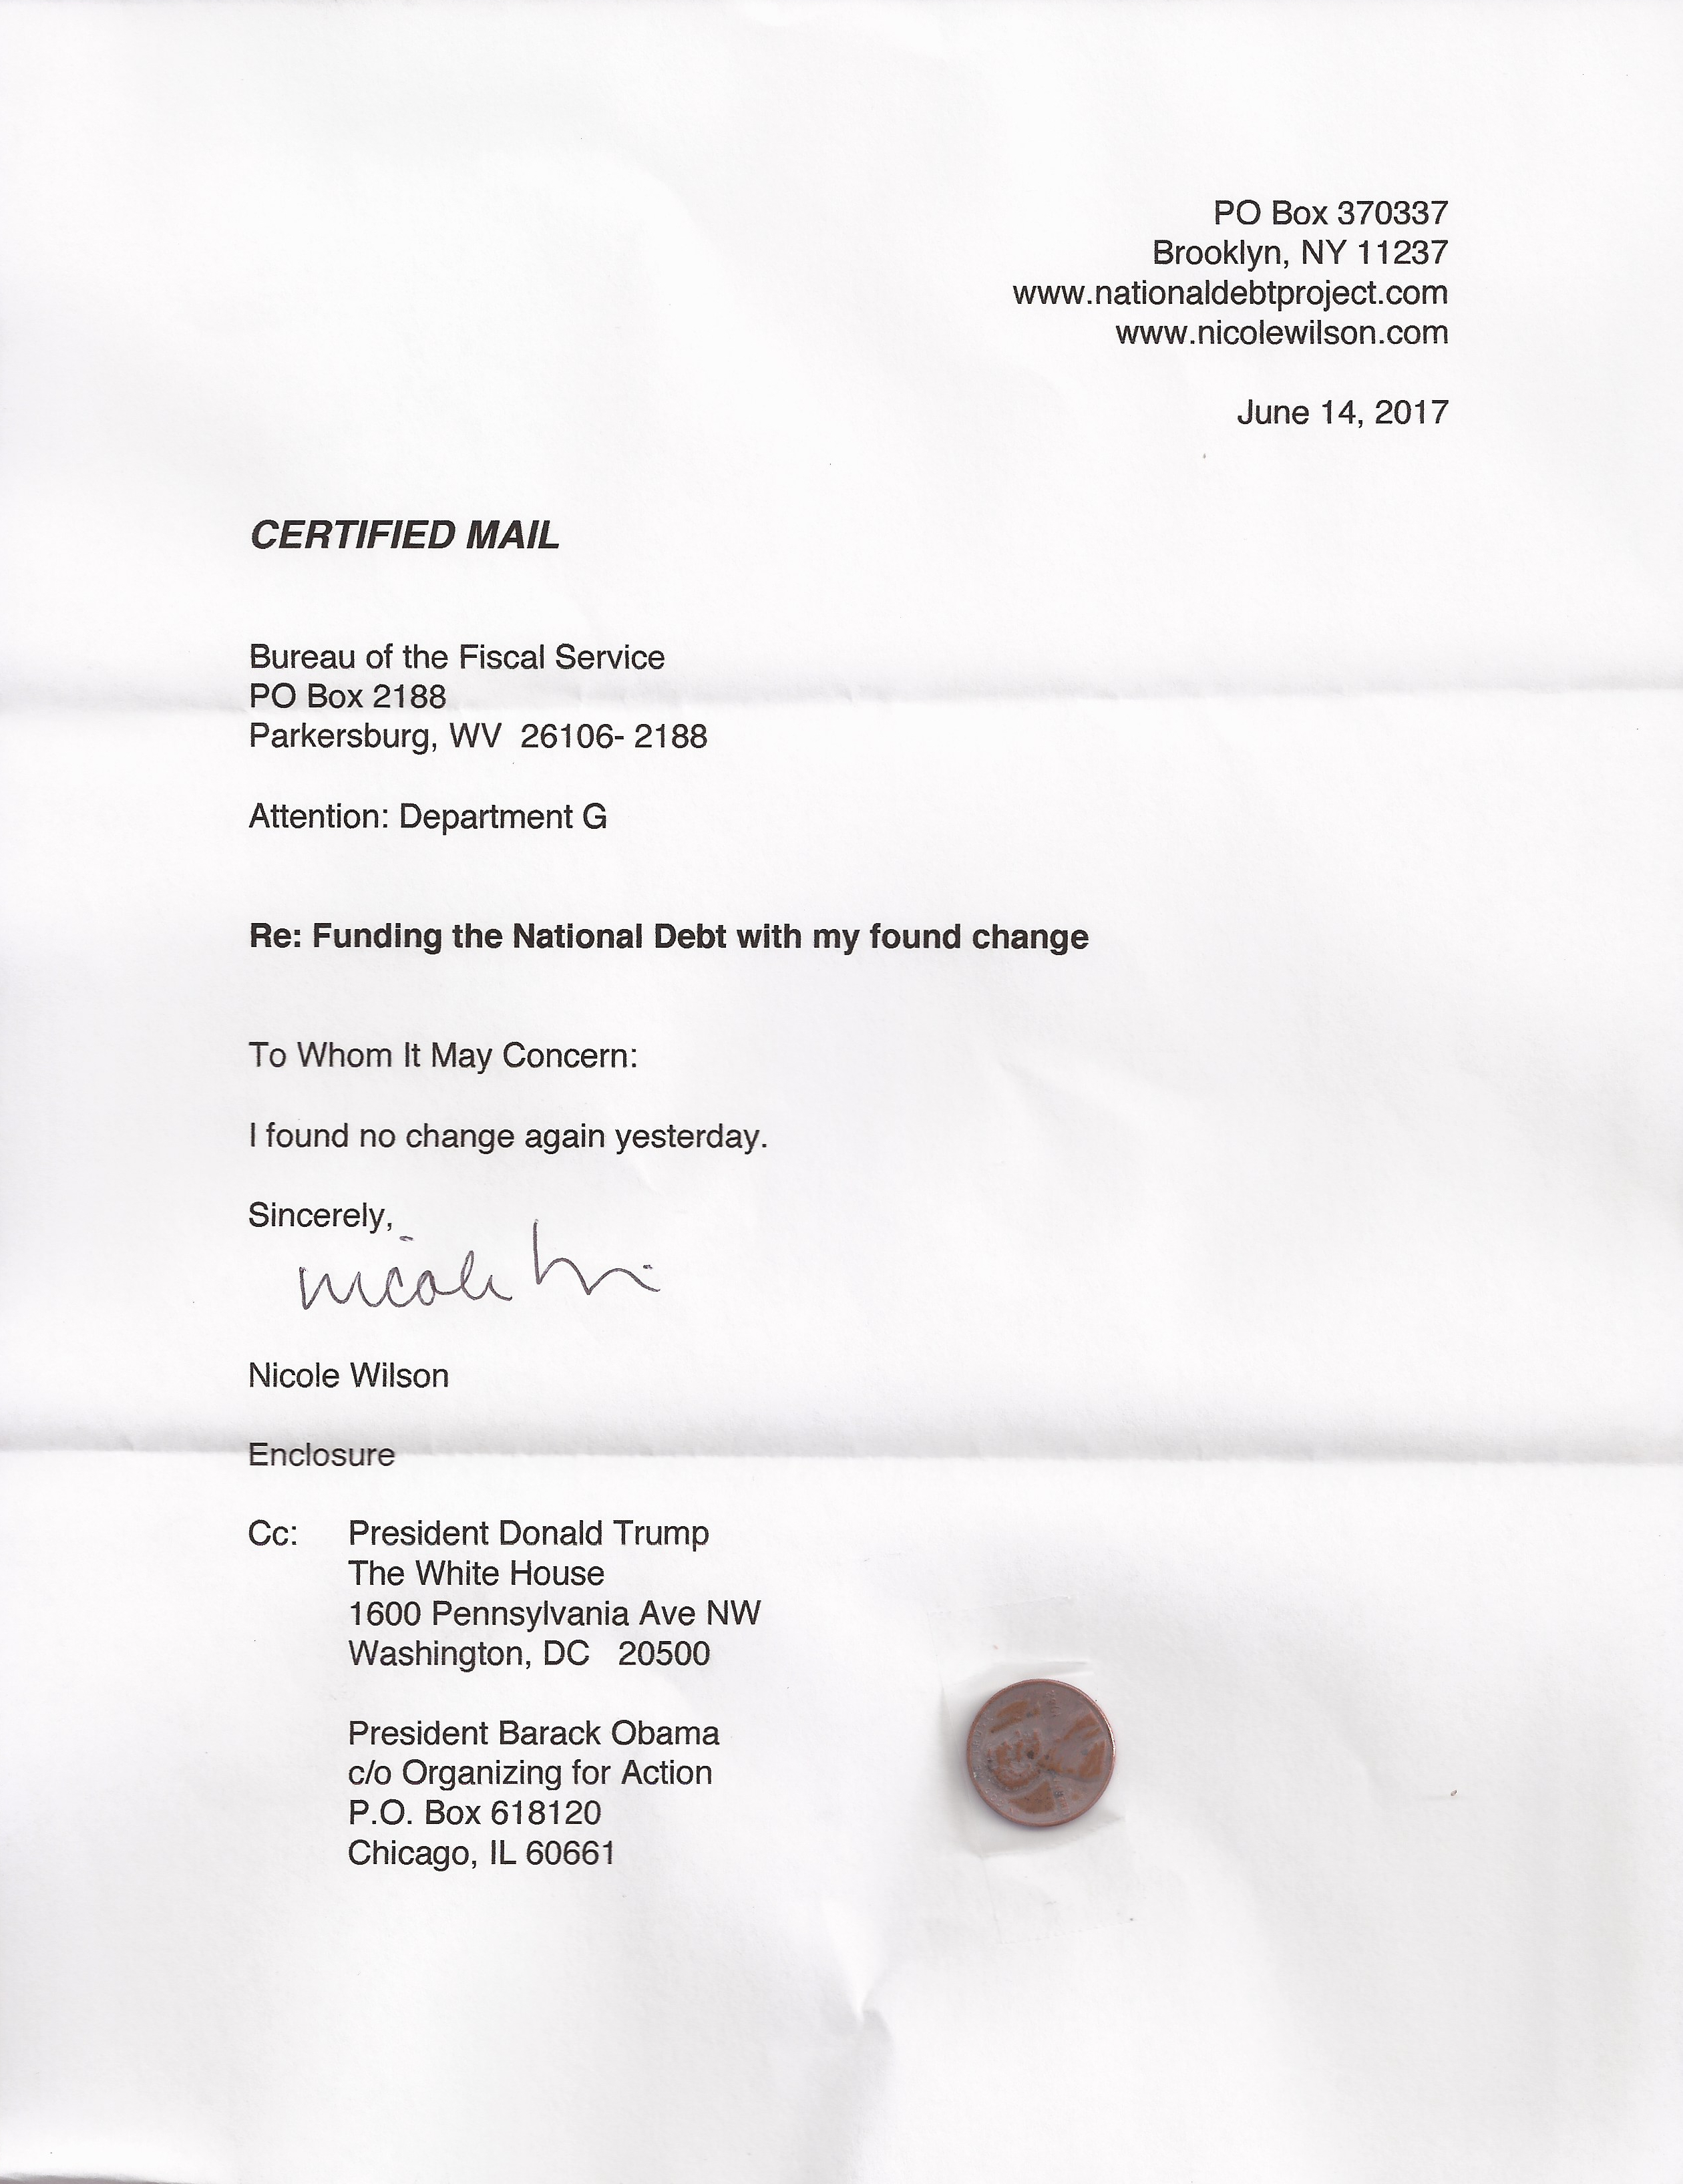 PO Box 370337
Brooklyn, NY 11237
www.nationaldebtproject.com
www.nicolewilson.com
June 14, 2017
CERTIFIED MAIL
Bureau of the Fiscal Service
PO Box 2188
Parkersburg, WV  26106- 2188
Attention: Department G
Re: Funding the National Debt with my found change
To Whom It May Concern:
I found no change again yesterday.
Sincerely,
Nicole Wilson
Enclosure
Cc: President Donald Trump
The White House
1600 Pennsylvania Ave NW
Washington, DC  20500
President Barack Obama
c/o Organizing for Action
P.O. Box 618120
Chicago, IL 60661